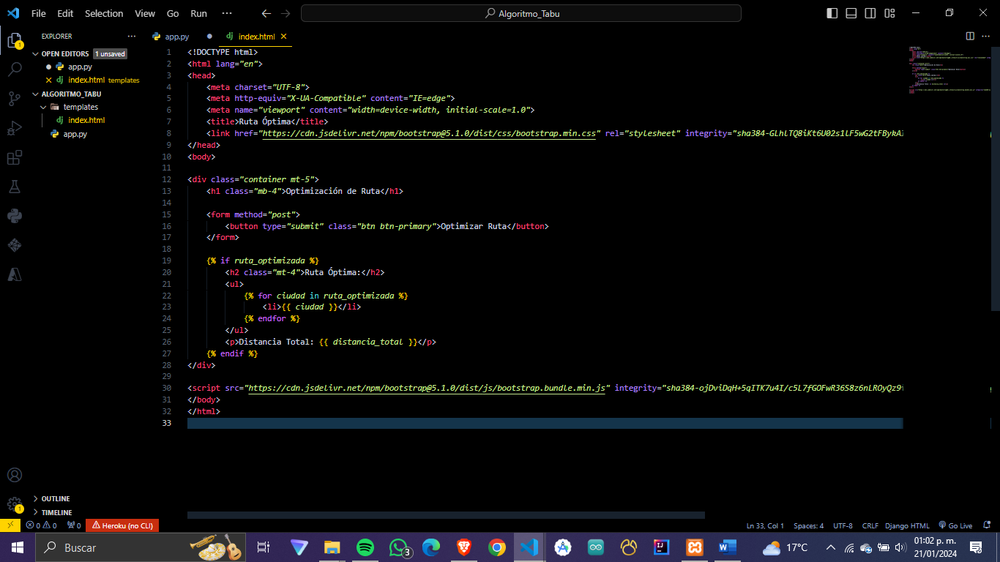 File Edit Selection View Go Run ··· Algoritmo_Tabu
EXPLORER ···
OPEN EDITORS 1 unsaved
app.py
index.html templates
ALGORITMO_TABU
templates
index.html
app.py
OUTLINE
TIMELINE
app.py index.html
1 <!DOCTYPE html>
2 <html lang="en">
3 <head>
4 <meta charset="UTF-8">
5 <meta http-equiv="X-UA-Compatible" content="IE=edge">
6 <meta name="viewport" content="width=device-width, initial-scale=1.0">
7 <title>Ruta Óptima</title>
8 <link href="https://cdn.jsdelivr.net/npm/bootstrap@5.1.0/dist/css/bootstrap.min.css" rel="stylesheet" integrity="sha384-
9 </head>
10 <body>
11
12 <div class="container mt-5">
13 <h1 class="mb-4">Optimización de Ruta</h1>
14
15 <form method="post">
16 <button type="submit" class="btn btn-primary">Optimizar Ruta</button>
17 </form>
18
19 {% if ruta_optimizada %}
20 <h2 class="mt-4">Ruta Óptima:</h2>
21 <ul>
22 {% for ciudad in ruta_optimizada %}
23 <li>{{ ciudad }}</li>
24 {% endfor %}
25 </ul>
26 <p>Distancia Total: {{ distancia_total }}</p>
27 {% endif %}
28 </div>
29
30 <script src="https://cdn.jsdelivr.net/npm/bootstrap@5.1.0/dist/js/bootstrap.bundle.min.js" integrity="sha384-
31 </body>
32 </html>
33
0 0 0 Heroku (no CLI) Ln 33, Col 1 Spaces: 4 UTF-8 CRLF Django HTML Go Live
Buscar 3 17°C 01:02 p. m.
21/01/2024